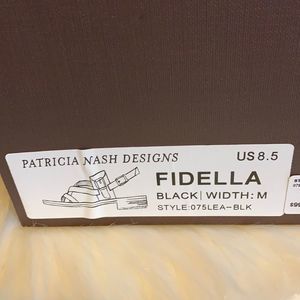 PATRICIA NASH DESIGNS
US 8.5
FIDELLA
BLACK | WIDTH: M
STYLE: 075LEA-BLK